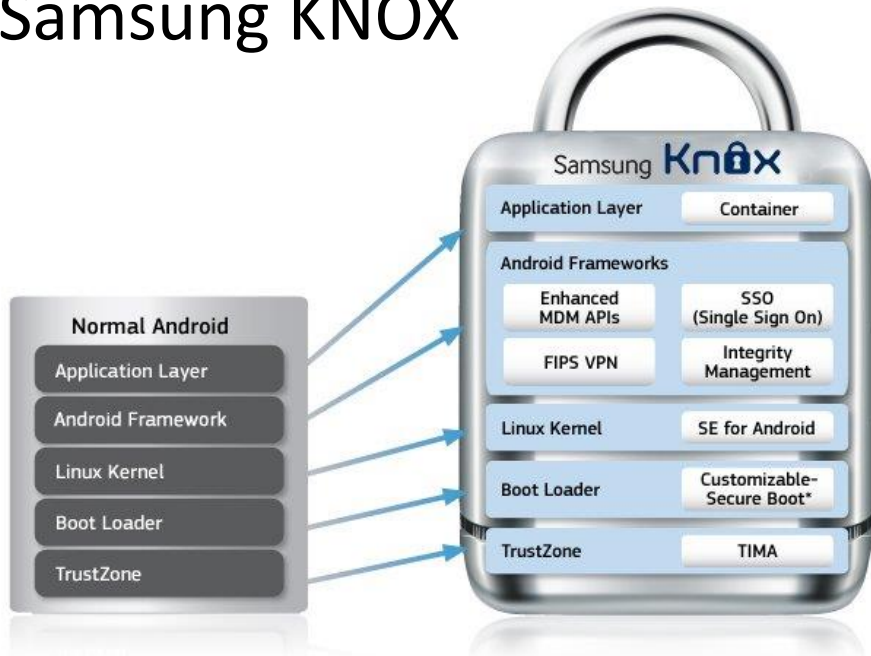 Samsung KNOX
Normal Android
Application Layer
Android Framework
Linux Kernel
Boot Loader
TrustZone
Samsung Knox
Application Layer
Container
Android Frameworks
Enhanced
MDM APIs
SSO
(Single Sign On)
FIPS VPN
Integrity
Management
Linux Kernel
SE for Android
Boot Loader
Customizable-
Secure Boot*
TrustZone
TIMA